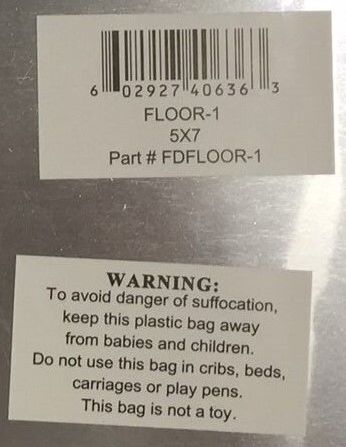 6 02927 40636 3
FLOOR-1
5X7
Part # FDFLOOR-1
WARNING:
To avoid danger of suffocation,
keep this plastic bag away
from babies and children.
Do not use this bag in cribs, beds,
carriages or play pens.
This bag is not a toy.